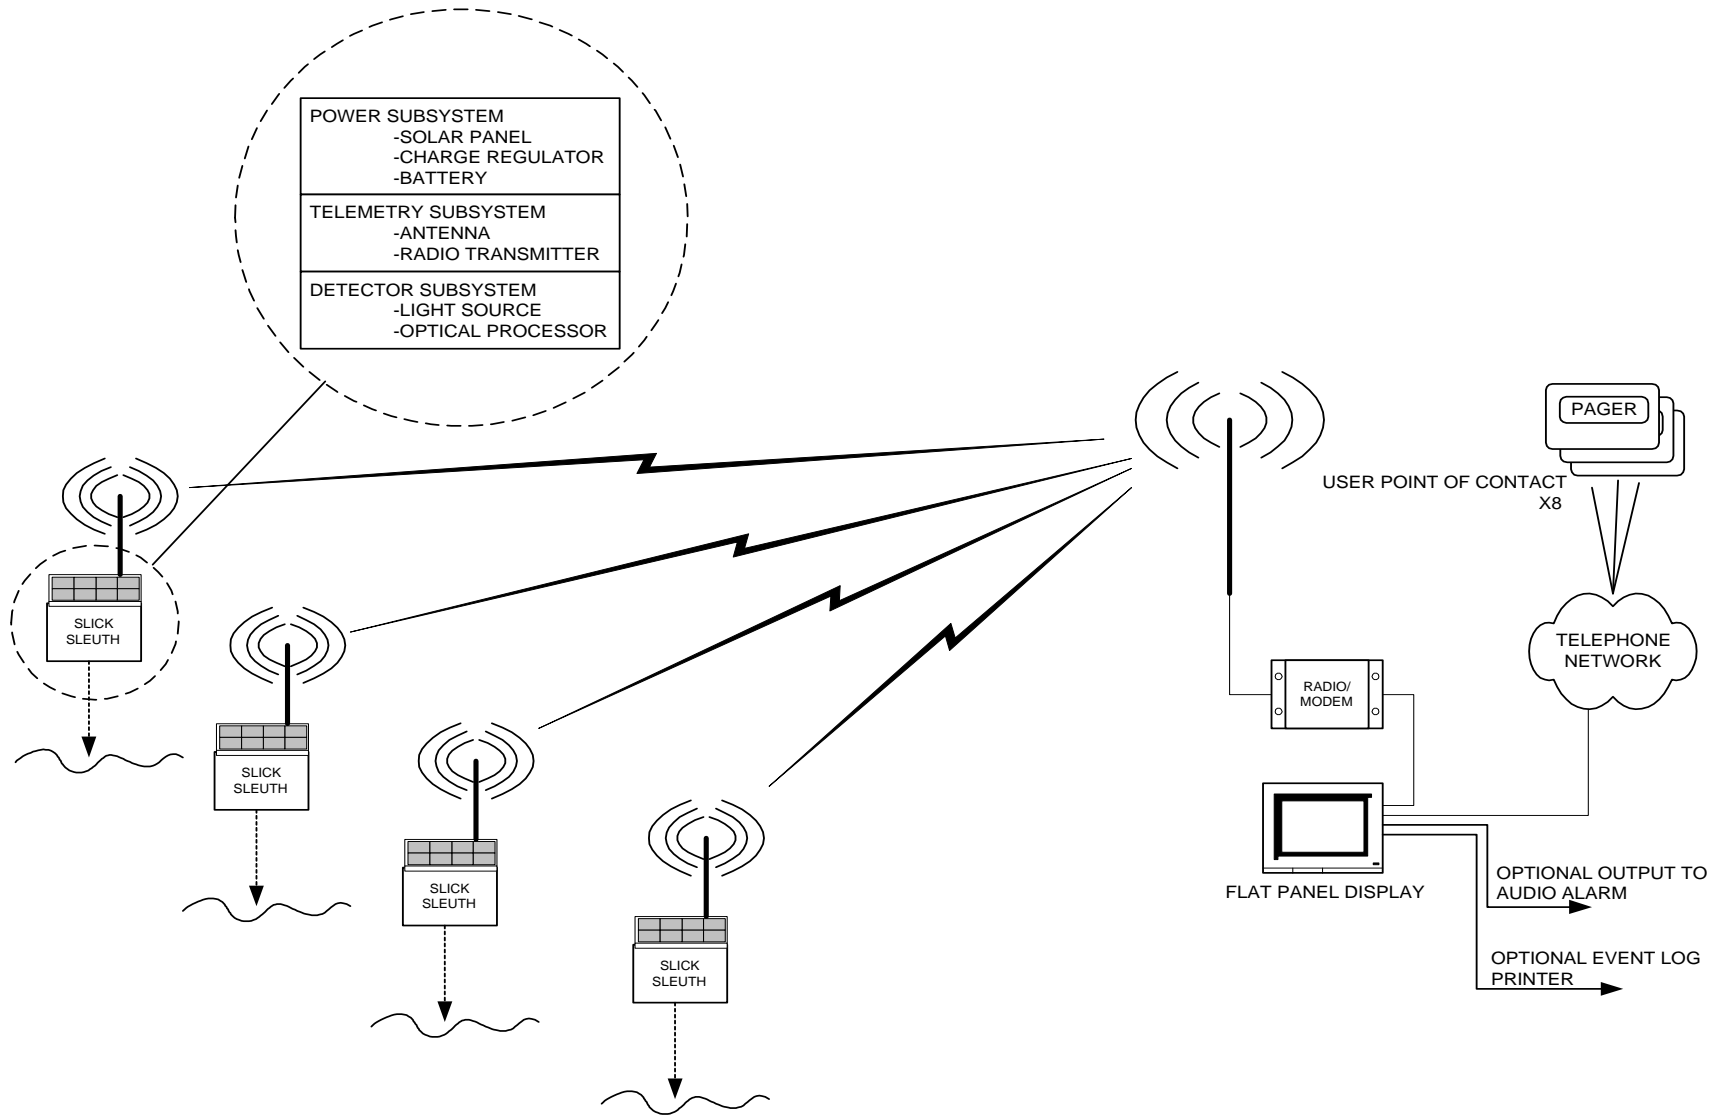 POWER SUBSYSTEM
-SOLAR PANEL
-CHARGE REGULATOR
-BATTERY
TELEMETRY SUBSYSTEM
-ANTENNA
-RADIO TRANSMITTER
DETECTOR SUBSYSTEM
-LIGHT SOURCE
-OPTICAL PROCESSOR
PAGER
USER POINT OF CONTACT
X8
SLICK
SLEUTH
TELEPHONE
NETWORK
RADIO/
MODEM
SLICK
SLEUTH
SLICK
SLEUTH
FLAT PANEL DISPLAY
OPTIONAL OUTPUT TO
AUDIO ALARM
SLICK
SLEUTH
OPTIONAL EVENT LOG
PRINTER